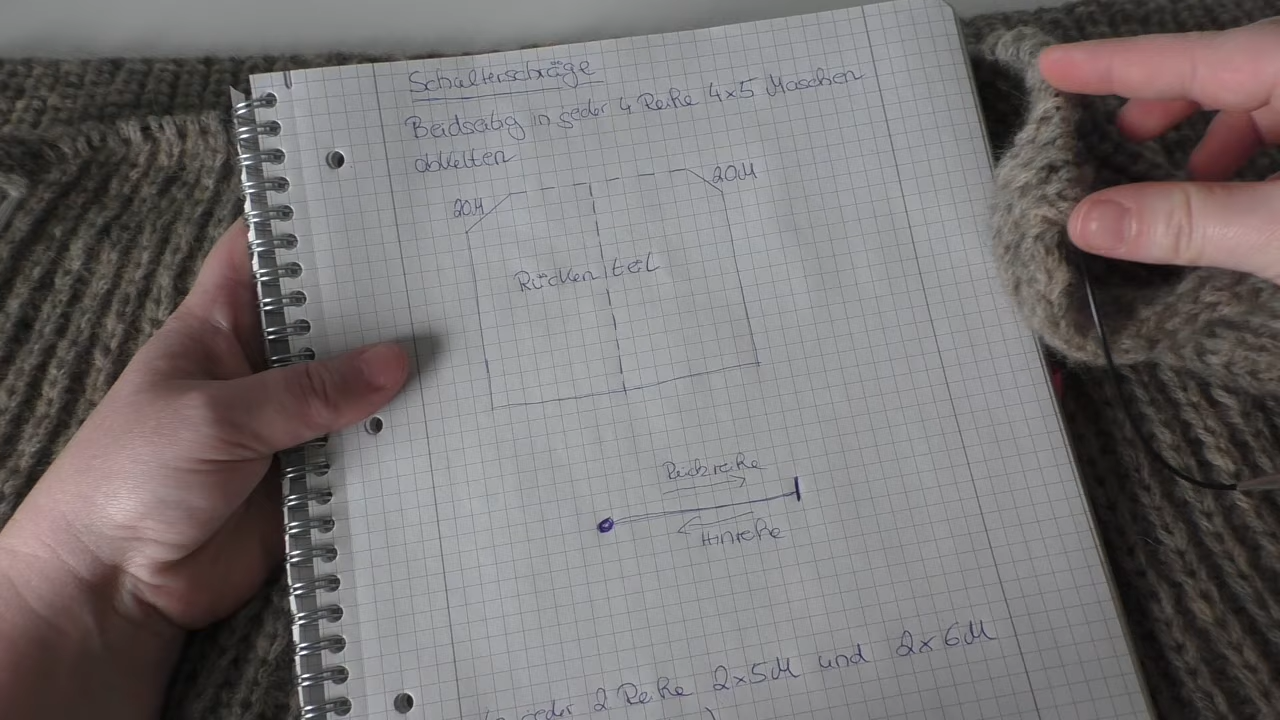 Schulterschräge
Beidseitig in jeder 4 Reihe 4x5 Maschen
abketten
20M
20M
Rückenteil
Rückreihe
Hinreihe
jeder 2 Reihe 2x5M und 2x6M